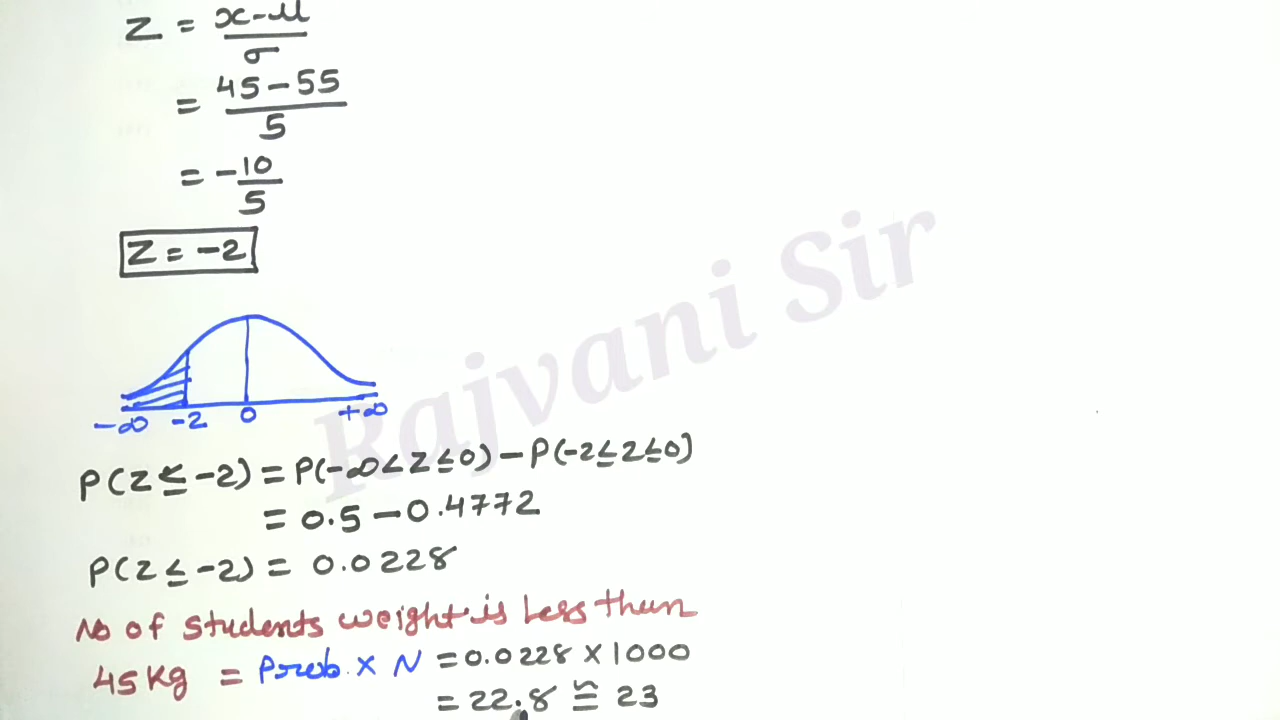 Z = x-μ / σ
= 45-55 / 5
= -10/5
Z = -2
-∞ -2 0 +∞
P(Z ≤ -2) = P(-∞<Z≤0) - P(-2≤Z≤0)
= 0.5 - 0.4772
P(Z ≤ -2) = 0.0228
No of students weight is Less then
45 Kg = Prob. x N = 0.0228 x 1000
= 22.8 ≅ 23
Rajvani Sir